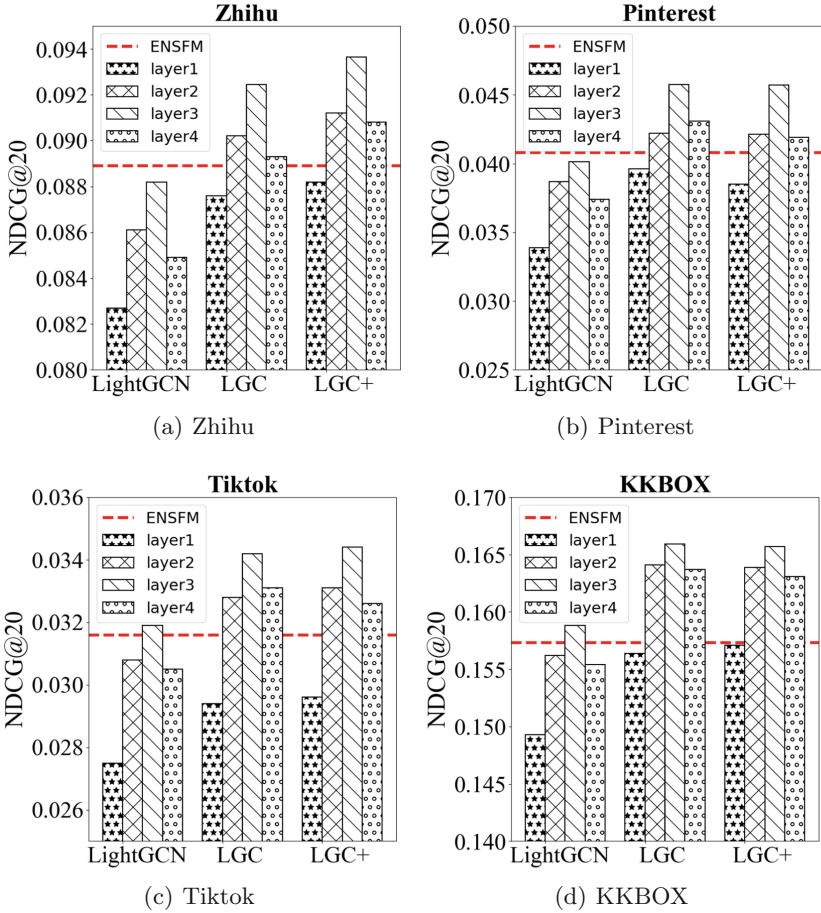 Zhihu
NDCG@20
0.094
0.092
0.090
0.088
0.086
0.084
0.082
0.080
ENSFM
layer1
layer2
layer3
layer4
LightGCN LGC LGC+
(a) Zhihu
Pinterest
NDCG@20
0.050
0.045
0.040
0.035
0.030
0.025
ENSFM
layer1
layer2
layer3
layer4
LightGCN LGC LGC+
(b) Pinterest
Tiktok
NDCG@20
0.036
0.034
0.032
0.030
0.028
0.026
ENSFM
layer1
layer2
layer3
layer4
LightGCN LGC LGC+
(c) Tiktok
KKBOX
NDCG@20
0.170
0.165
0.160
0.155
0.150
0.145
0.140
ENSFM
layer1
layer2
layer3
layer4
LightGCN LGC LGC+
(d) KKBOX